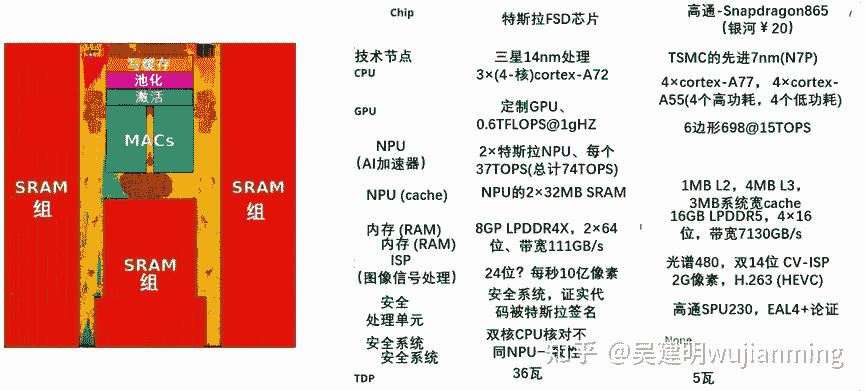 写缓存
池化
激活
MACs
SRAM
组
SRAM
组
SRAM
组
Chip
特斯拉FSD芯片
高通-Snapdragon865
(银河￥20)
技术节点
三星14nm处理
TSMC的先进7nm(N7P)
CPU
3×(4-核)cortex-A72
4×cortex-A77，4×cortex-
A55(4个高功耗，4个低功耗)
GPU
定制GPU、
0.6TFLOPS@1gHZ
6边形698@15TOPS
NPU
(AI加速器)
2×特斯拉NPU、每个
37TOPS(总计74TOPS)
NPU (cache)
NPU的2×32MB SRAM
1MB L2，4MB L3，
3MB系统宽cache
内存 (RAM)
内存 (RAM)
8GP LPDDR4X，2×64
位、带宽111GB/s
16GB LPDDR5，4×16
位，带宽7130GB/s
ISP
(图像信号处理)
24位？每秒10亿像素
光谱480，双14位 CV-ISP
2G像素，H.263 (HEVC)
安全
处理单元
安全系统，证实代
码被特斯拉签名
高通SPU230，EAL4+论证
安全系统
安全系统
双核CPU核对不
同NPU一致性
None
知乎 @吴建明wujianming
TDP
36瓦
5瓦